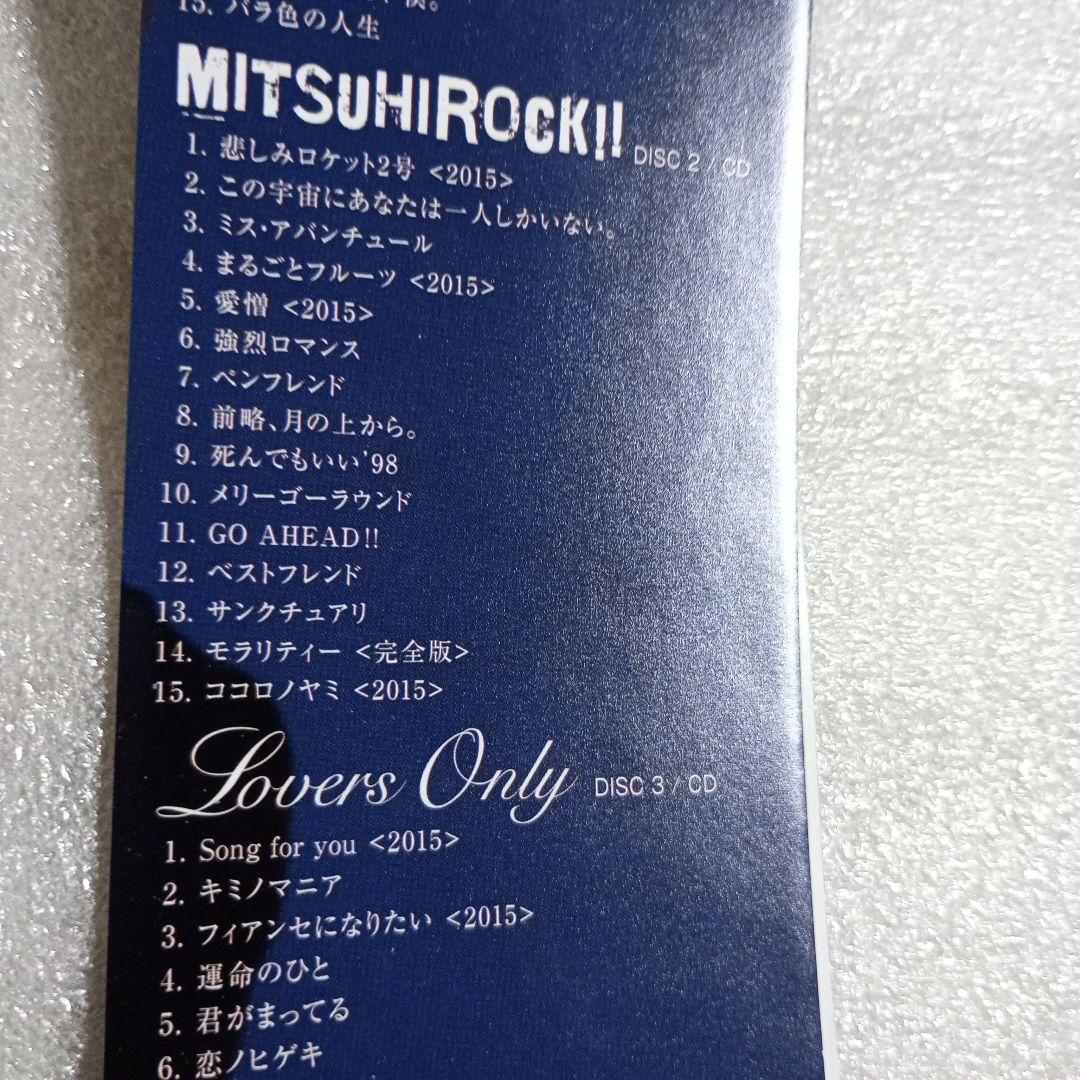 15. バラ色の人生
MITSUHIROCK!! DISC 2 / CD
1. 悲しみロケット2号 <2015>
2. この宇宙にあなたは一人しかいない。
3. ミス・アバンチュール
4. まるごとフルーツ <2015>
5. 愛憎 <2015>
6. 強烈ロマンス
7. ペンフレンド
8. 前略、月の上から。
9. 死んでもいい'98
10. メリーゴーラウンド
11. GO AHEAD!!
12. ベストフレンド
13. サンクチュアリ
14. モラリティー <完全版>
15. ココロノヤミ <2015>
Lovers Only DISC 3 / CD
1. Song for you <2015>
2. キミノマニア
3. フィアンセになりたい <2015>
4. 運命のひと
5. 君がまってる
6. 恋ノヒゲキ